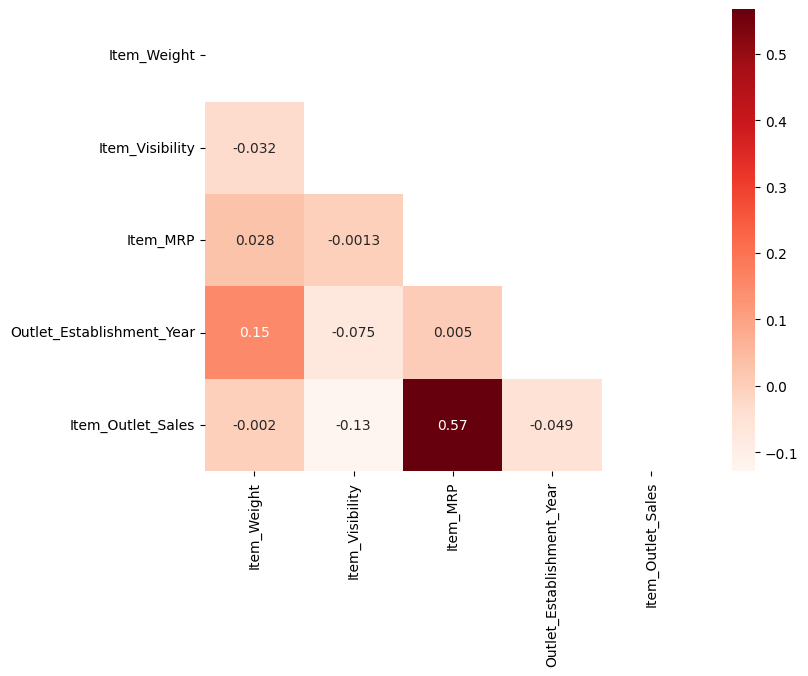 Item_Weight
Item_Visibility
-0.032
Item_MRP
0.028 -0.0013
Outlet_Establishment_Year
0.15 -0.075 0.005
Item_Outlet_Sales
-0.002 -0.13 0.57 -0.049
Item_Weight
Item_Visibility
Item_MRP
Outlet_Establishment_Year
Item_Outlet_Sales
0.5
0.4
0.3
0.2
0.1
0.0
−0.1